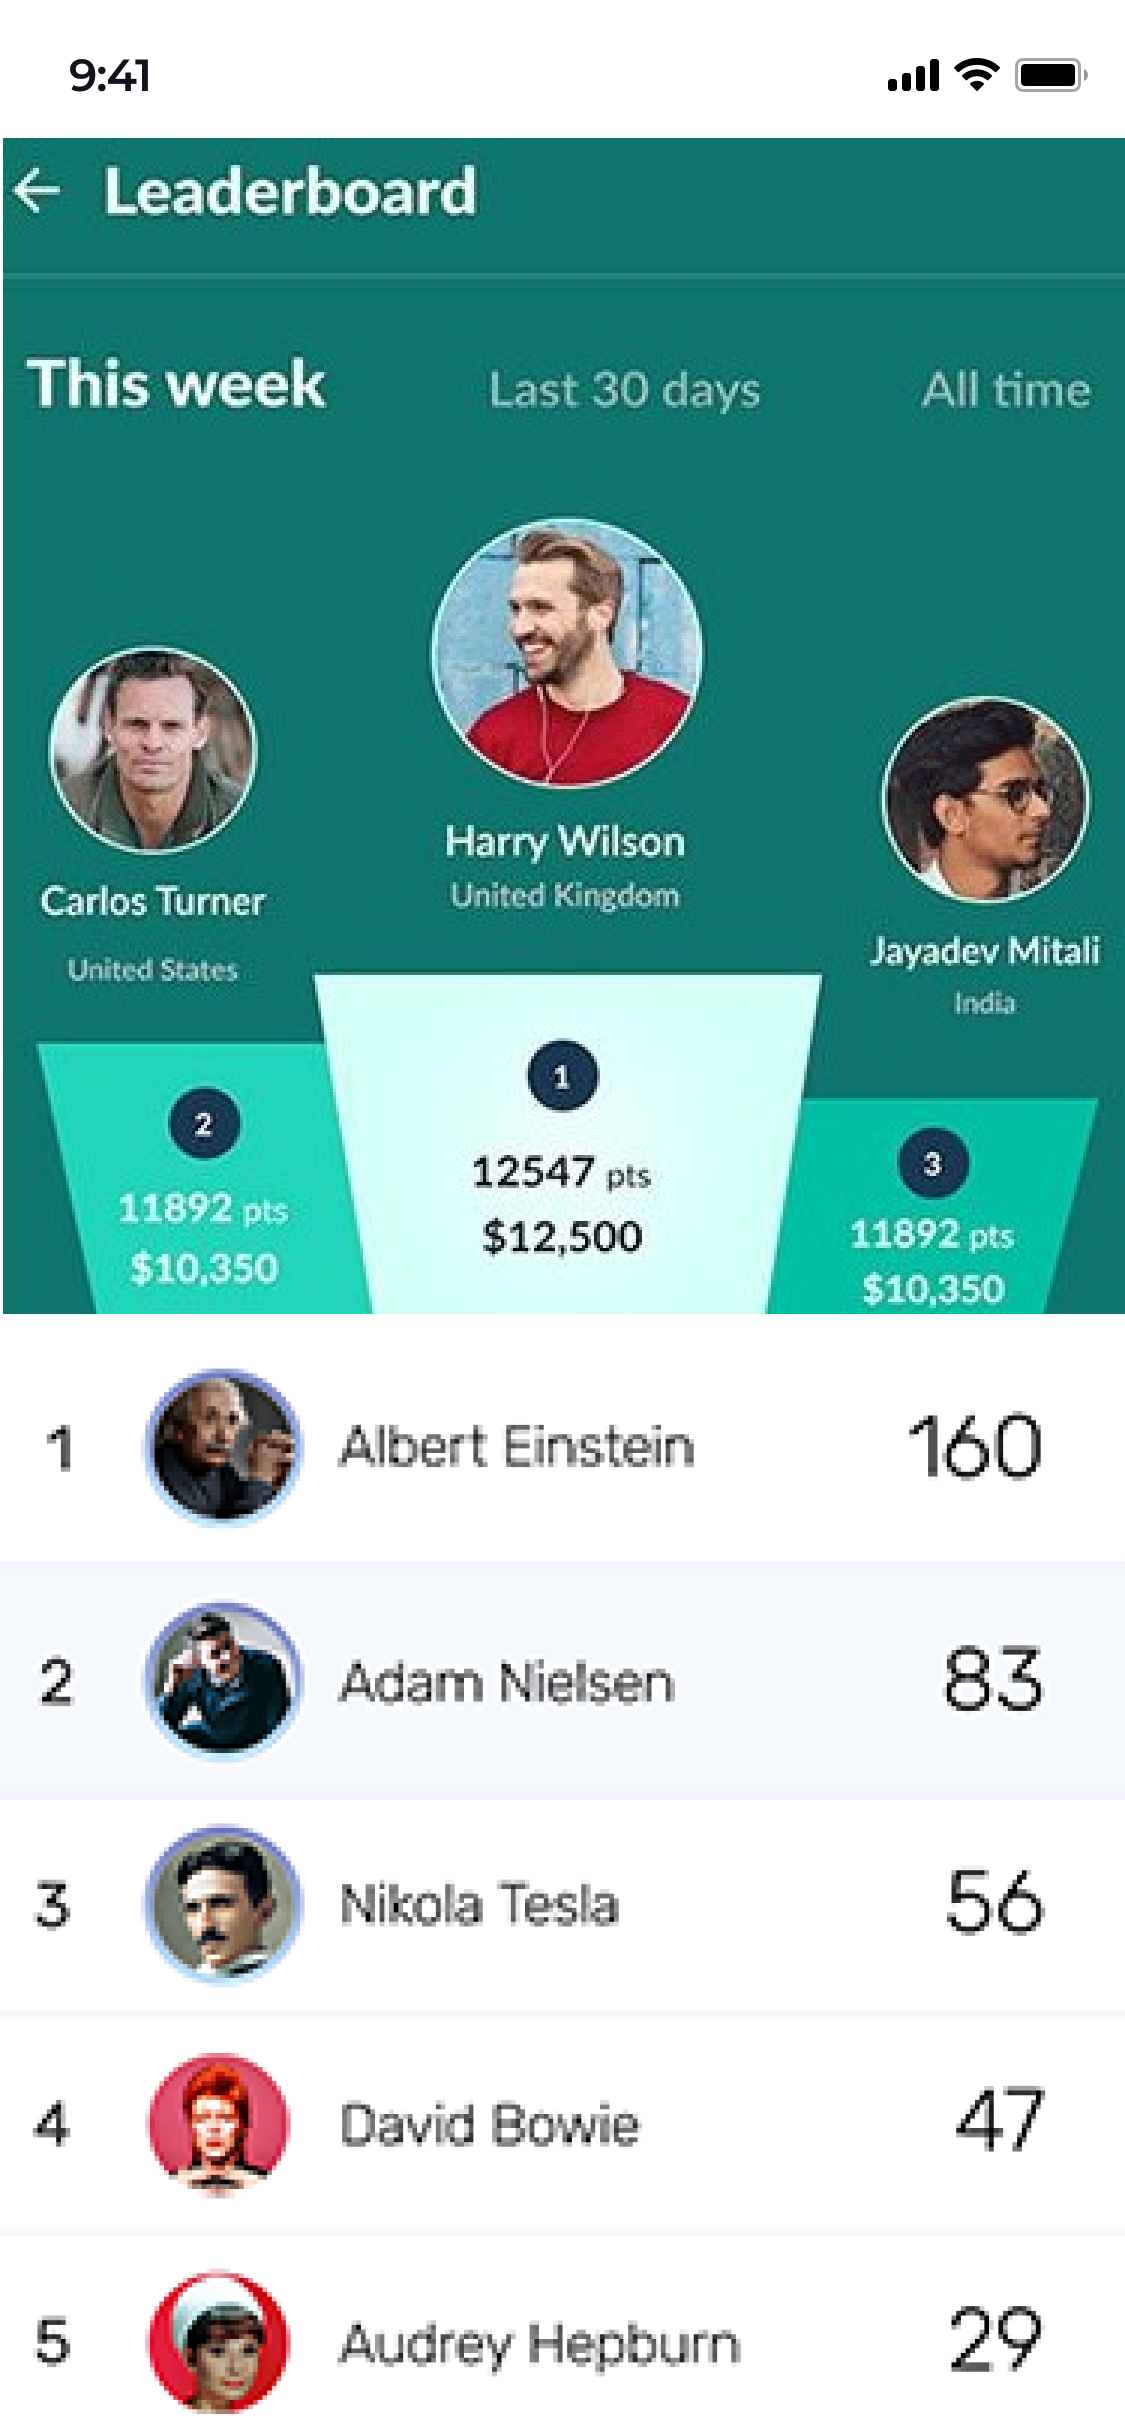 9:41
Leaderboard
This week Last 30 days All time
Harry Wilson
United Kingdom
Carlos Turner
United States
Jayadev Mitali
India
1
12547 pts
$12,500
2
11892 pts
$10,350
3
11892 pts
$10,350
1 Albert Einstein 160
2 Adam Nielsen 83
3 Nikola Tesla 56
4 David Bowie 47
5 Audrey Hepburn 29